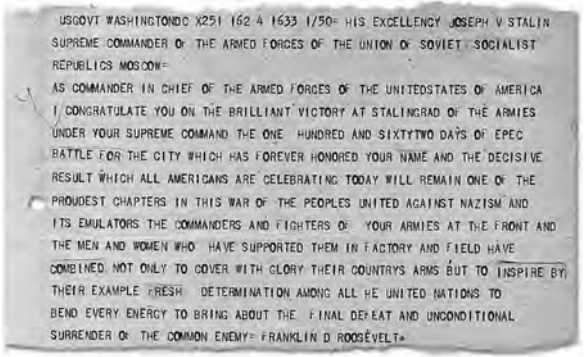 USGOVT WASHINGTONDC X251 162 4 1633 1/50= HIS EXCELLENCY JOSEPH V STALIN
SUPREME COMMANDER OF THE ARMED FORCES OF THE UNION OF SOVIET SOCIALIST
REPUBLICS MOSCOW=
AS COMMANDER IN CHIEF OF THE ARMED FORCES OF THE UNITEDSTATES OF AMERICA
I CONGRATULATE YOU ON THE BRILLIANT VICTORY AT STALINGRAD OF THE ARMIES
UNDER YOUR SUPREME COMMAND THE ONE HUNDRED AND SIXTYTWO DAYS OF EPEC
BATTLE FOR THE CITY WHICH HAS FOREVER HONORED YOUR NAME AND THE DECISIVE
RESULT WHICH ALL AMERICANS ARE CELEBRATING TODAY WILL REMAIN ONE OF THE
PROUDEST CHAPTERS IN THIS WAR OF THE PEOPLES UNITED AGAINST NAZISM AND
ITS EMULATORS THE COMMANDERS AND FIGHTERS OF YOUR ARMIES AT THE FRONT AND
THE MEN AND WOMEN WHO HAVE SUPPORTED THEM IN FACTORY AND FIELD HAVE
COMBINED NOT ONLY TO COVER WITH GLORY THEIR COUNTRYS ARMS BUT TO INSPIRE BY
THEIR EXAMPLE FRESH DETERMINATION AMONG ALL HE UNITED NATIONS TO
BEND EVERY ENERGY TO BRING ABOUT THE FINAL DEFEAT AND UNCONDITIONAL
SURRENDER OF THE COMMON ENEMY= FRANKLIN D ROOSEVELT+